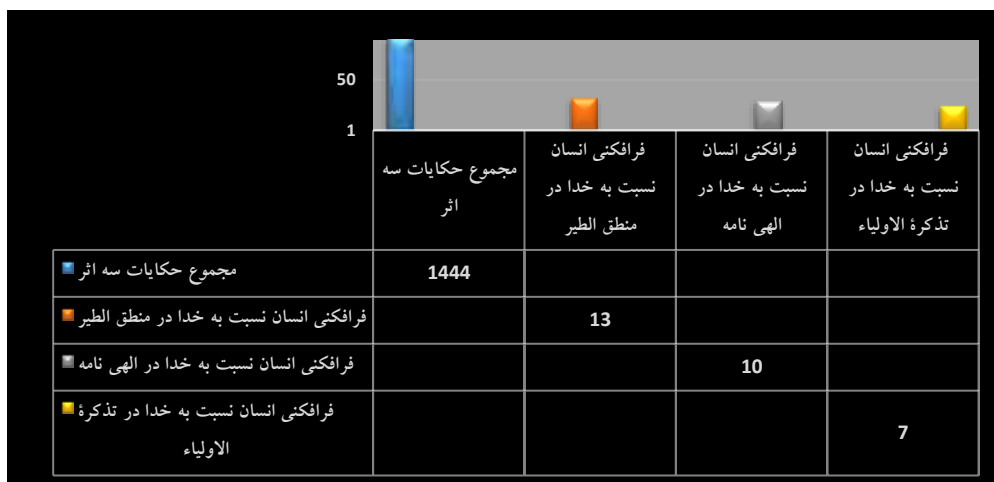 50
1
مجموع حکایات سه
اثر
فرافکنی انسان
نسبت به خدا در
منطق الطیر
فرافکنی انسان
نسبت به خدا در
الهی نامه
فرافکنی انسان
نسبت به خدا در
تذکرة الاولیاء
مجموع حکایات سه اثر
1444
فرافکنی انسان نسبت به خدا در منطق الطیر
13
فرافکنی انسان نسبت به خدا در الهی نامه
10
فرافکنی انسان نسبت به خدا در تذکرة
الاولیاء
7